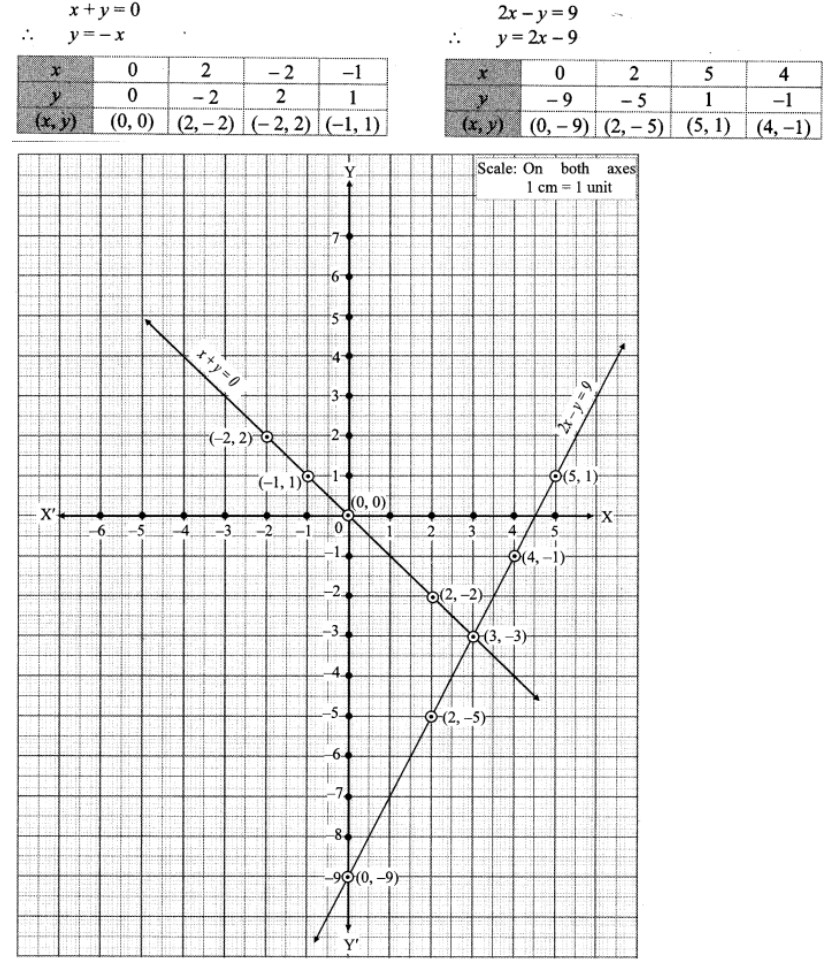 x + y = 0
∴ y = – x
x 0 2 – 2 –1
y 0 – 2 2 1
(x, y) (0, 0) (2, – 2) (– 2, 2) (–1, 1)
2x – y = 9
∴ y = 2x – 9
x 0 2 5 4
y – 9 – 5 1 –1
(x, y) (0, – 9) (2, – 5) (5, 1) (4, –1)
Scale: On both axes
1 cm = 1 unit
Y
7
6
5
4
3
2
1
x + y = 0
2x – y = 9
(–2, 2)
(–1, 1)
(0, 0)
(5, 1)
X′
X
–6 –5 –4 –3 –2 –1 0 1 2 3 4 5
–1
(4, –1)
–2
(2, –2)
–3
(3, –3)
–4
–5
(2, –5)
–6
–7
8
–9
(0, –9)
Y′